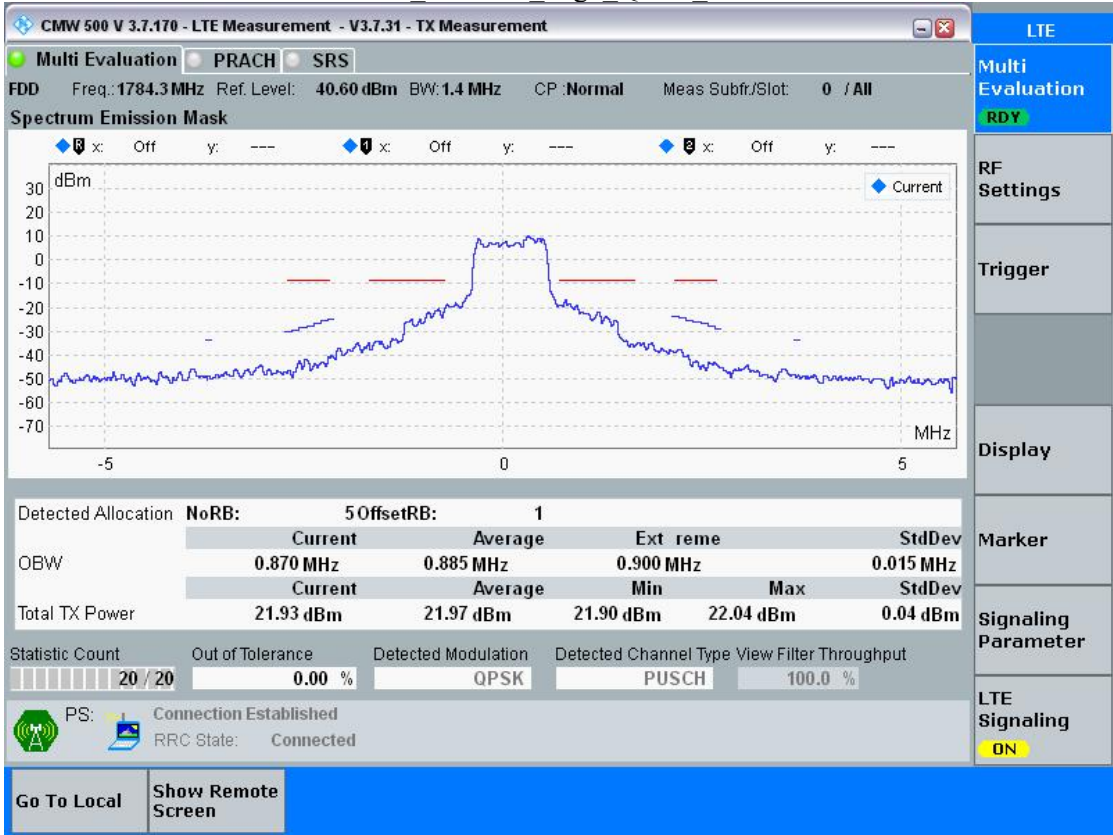 CMW 500 V 3.7.170 - LTE Measurement - V3.7.31 - TX Measurement
LTE
Multi Evaluation PRACH SRS
Multi
Evaluation
RDY
FDD Freq.:1784.3 MHz Ref. Level: 40.60 dBm BW:1.4 MHz CP :Normal Meas Subfr./Slot: 0 / All
Spectrum Emission Mask
R x: Off y: --- 1 x: Off y: --- 2 x: Off y: ---
dBm
Current
30
20
10
0
-10
-20
-30
-40
-50
-60
-70
MHz
-5 0 5
RF
Settings
Trigger
Display
Marker
Signaling
Parameter
LTE
Signaling
ON
Detected Allocation NoRB: 5 OffsetRB: 1
Current Average Ext reme StdDev
OBW 0.870 MHz 0.885 MHz 0.900 MHz 0.015 MHz
Current Average Min Max StdDev
Total TX Power 21.93 dBm 21.97 dBm 21.90 dBm 22.04 dBm 0.04 dBm
Statistic Count Out of Tolerance Detected Modulation Detected Channel Type View Filter Throughput
20 / 20 0.00 % QPSK PUSCH 100.0 %
PS: Connection Established
RRC State: Connected
Go To Local
Show Remote
Screen